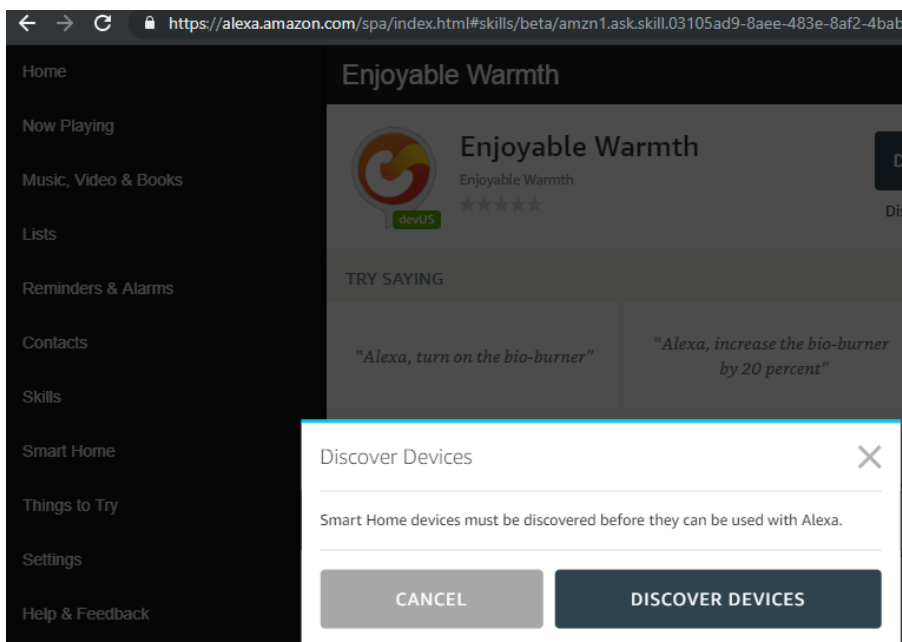 https://alexa.amazon.com/spa/index.html#skills/beta/amzn1.ask.skill.03105ad9-8aee-483e-8af2-4bab
Home
Now Playing
Music, Video & Books
Lists
Reminders & Alarms
Contacts
Skills
Smart Home
Things to Try
Settings
Help & Feedback
Enjoyable Warmth
Enjoyable Warmth
Enjoyable Warmth
devUS
D
Di
TRY SAYING
"Alexa, turn on the bio-burner"
"Alexa, increase the bio-burner
by 20 percent"
Discover Devices
Smart Home devices must be discovered before they can be used with Alexa.
CANCEL
DISCOVER DEVICES